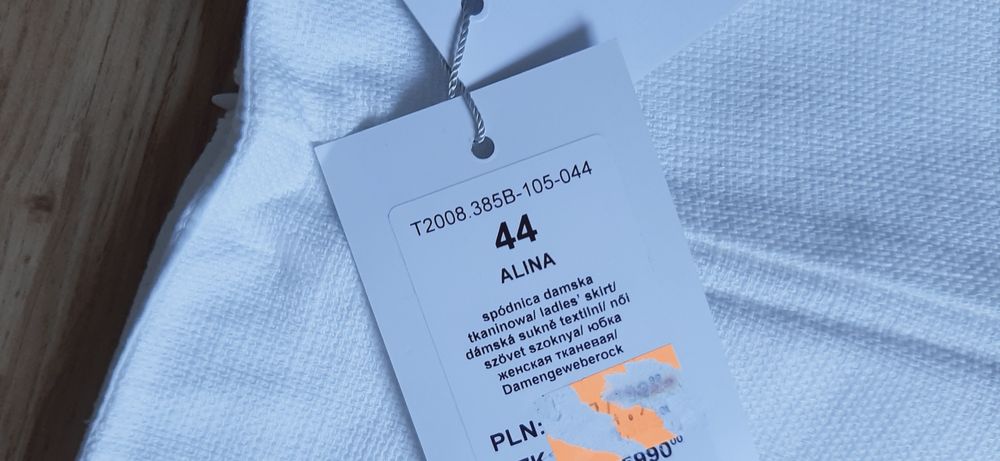 T2008.385B-105-044
44
ALINA
spódnica damska
tkaninowa/ ladies' skirt/
dámská sukně textilní/ női
szövet szoknya/ юбка
женская тканевая/
Damengeweberock
PLN: